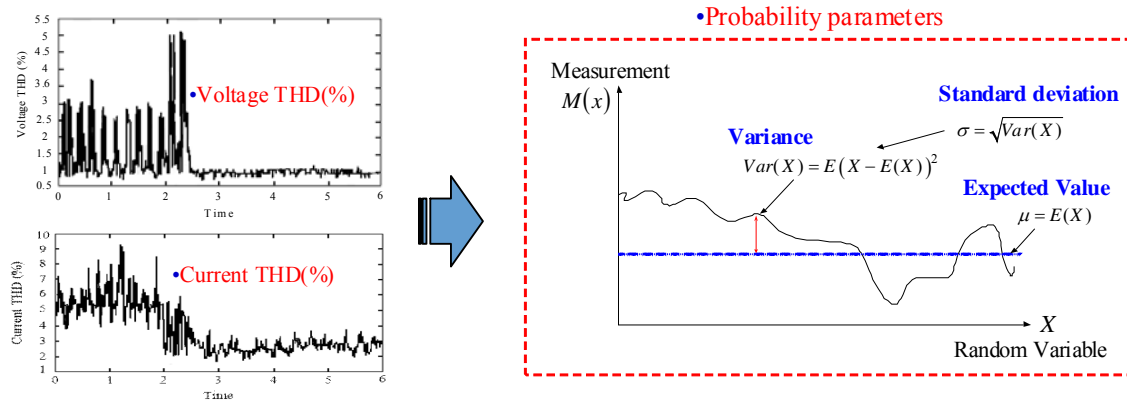 5.5
5
4.5
3.6
3
2.5
2
1.5
1
0.5
Voltage THD (%)
0 1 2 3 4 5 6
Time
•Voltage THD(%)
10
9
8
7
6
5
4
3
2
1
Current THD (%)
0 1 2 3 4 5 6
Time
•Current THD(%)
•Probability parameters
Measurement
M(x)
Standard deviation
σ = √Var(X)
Variance
Var(X) = E(X − E(X))²
Expected Value
μ = E(X)
X
Random Variable